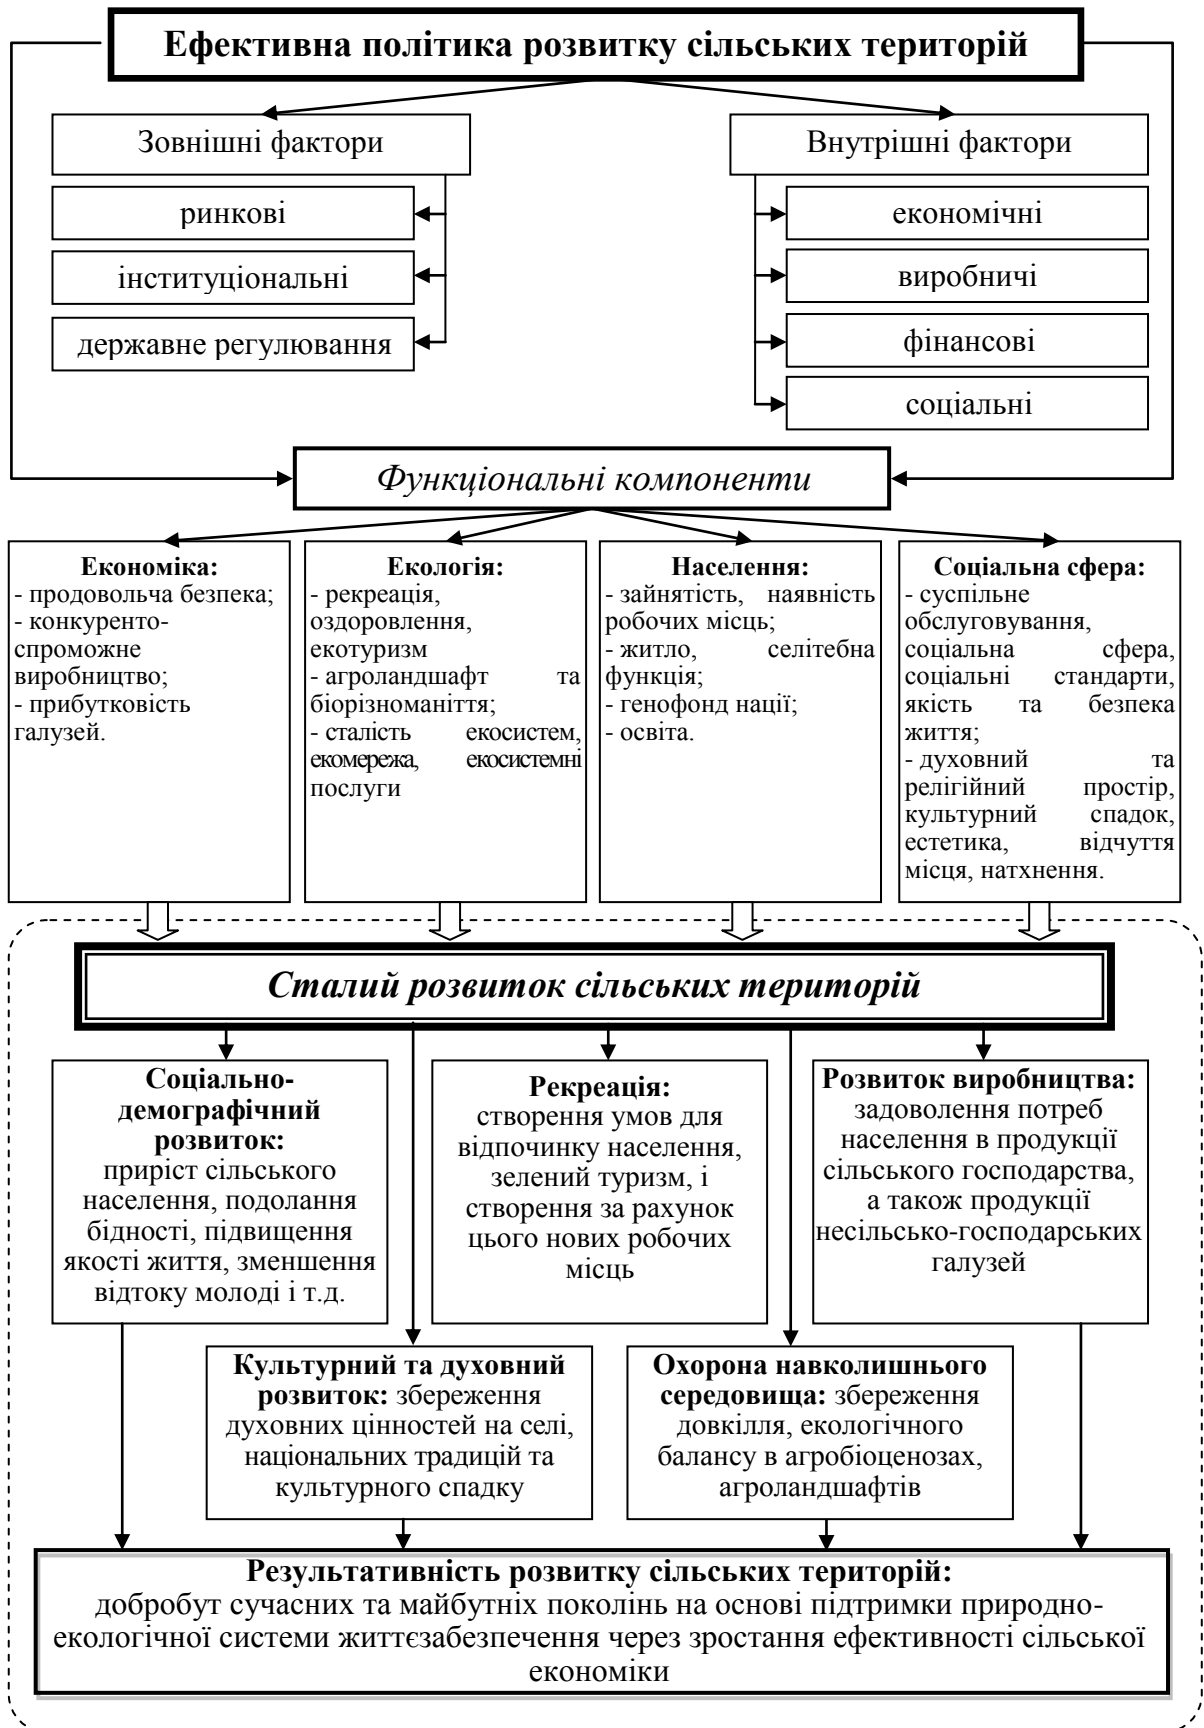 Ефективна політика розвитку сільських територій
Зовнішні фактори
ринкові
інституціональні
державне регулювання
Внутрішні фактори
економічні
виробничі
фінансові
соціальні
Функціональні компоненти
Економіка:
- продовольча безпека;
- конкуренто-
спроможне
виробництво;
- прибутковість
галузей.
Екологія:
- рекреація,
оздоровлення,
екотуризм
- агроландшафт та
біорізноманіття;
- сталість екосистем,
екомережа, екосистемні
послуги
Населення:
- зайнятість, наявність
робочих місць;
- житло, селітебна
функція;
- генофонд нації;
- освіта.
Соціальна сфера:
- суспільне
обслуговування,
соціальна сфера,
соціальні стандарти,
якість та безпека
життя;
- духовний та
релігійний простір,
культурний спадок,
естетика, відчуття
місця, натхнення.
Сталий розвиток сільських територій
Соціально-
демографічний
розвиток:
приріст сільського
населення, подолання
бідності, підвищення
якості життя, зменшення
відтоку молоді і т.д.
Рекреація:
створення умов для
відпочинку населення,
зелений туризм, і
створення за рахунок
цього нових робочих
місць
Розвиток виробництва:
задоволення потреб
населення в продукції
сільського господарства,
а також продукції
несільсько-господарських
галузей
Культурний та духовний
розвиток: збереження
духовних цінностей на селі,
національних традицій та
культурного спадку
Охорона навколишнього
середовища: збереження
довкілля, екологічного
балансу в агробіоценозах,
агроландшафтів
Результативність розвитку сільських територій:
добробут сучасних та майбутніх поколінь на основі підтримки природно-
екологічної системи життєзабезпечення через зростання ефективності сільської
економіки